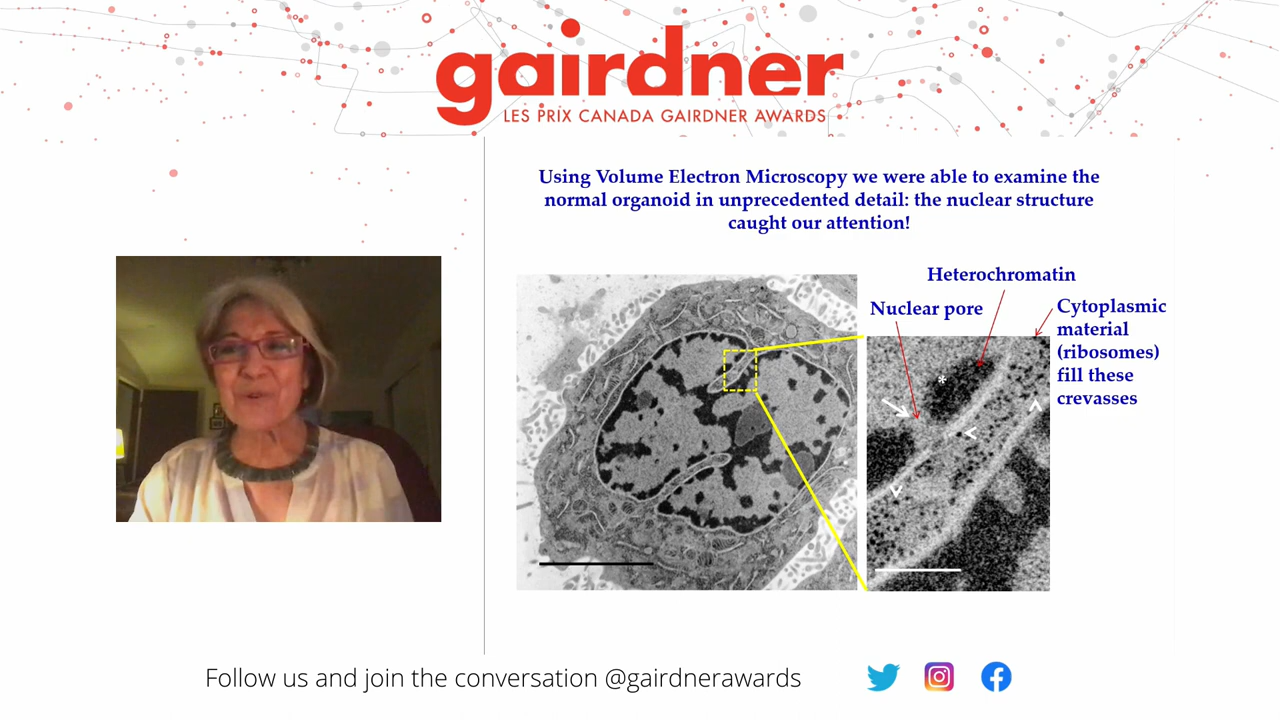 gairdner
LES PRIX CANADA GAIRDNER AWARDS
Using Volume Electron Microscopy we were able to examine the
normal organoid in unprecedented detail: the nuclear structure
caught our attention!
Heterochromatin
Nuclear pore
Cytoplasmic
material
(ribosomes)
fill these
crevasses
*
Follow us and join the conversation @gairdnerawards